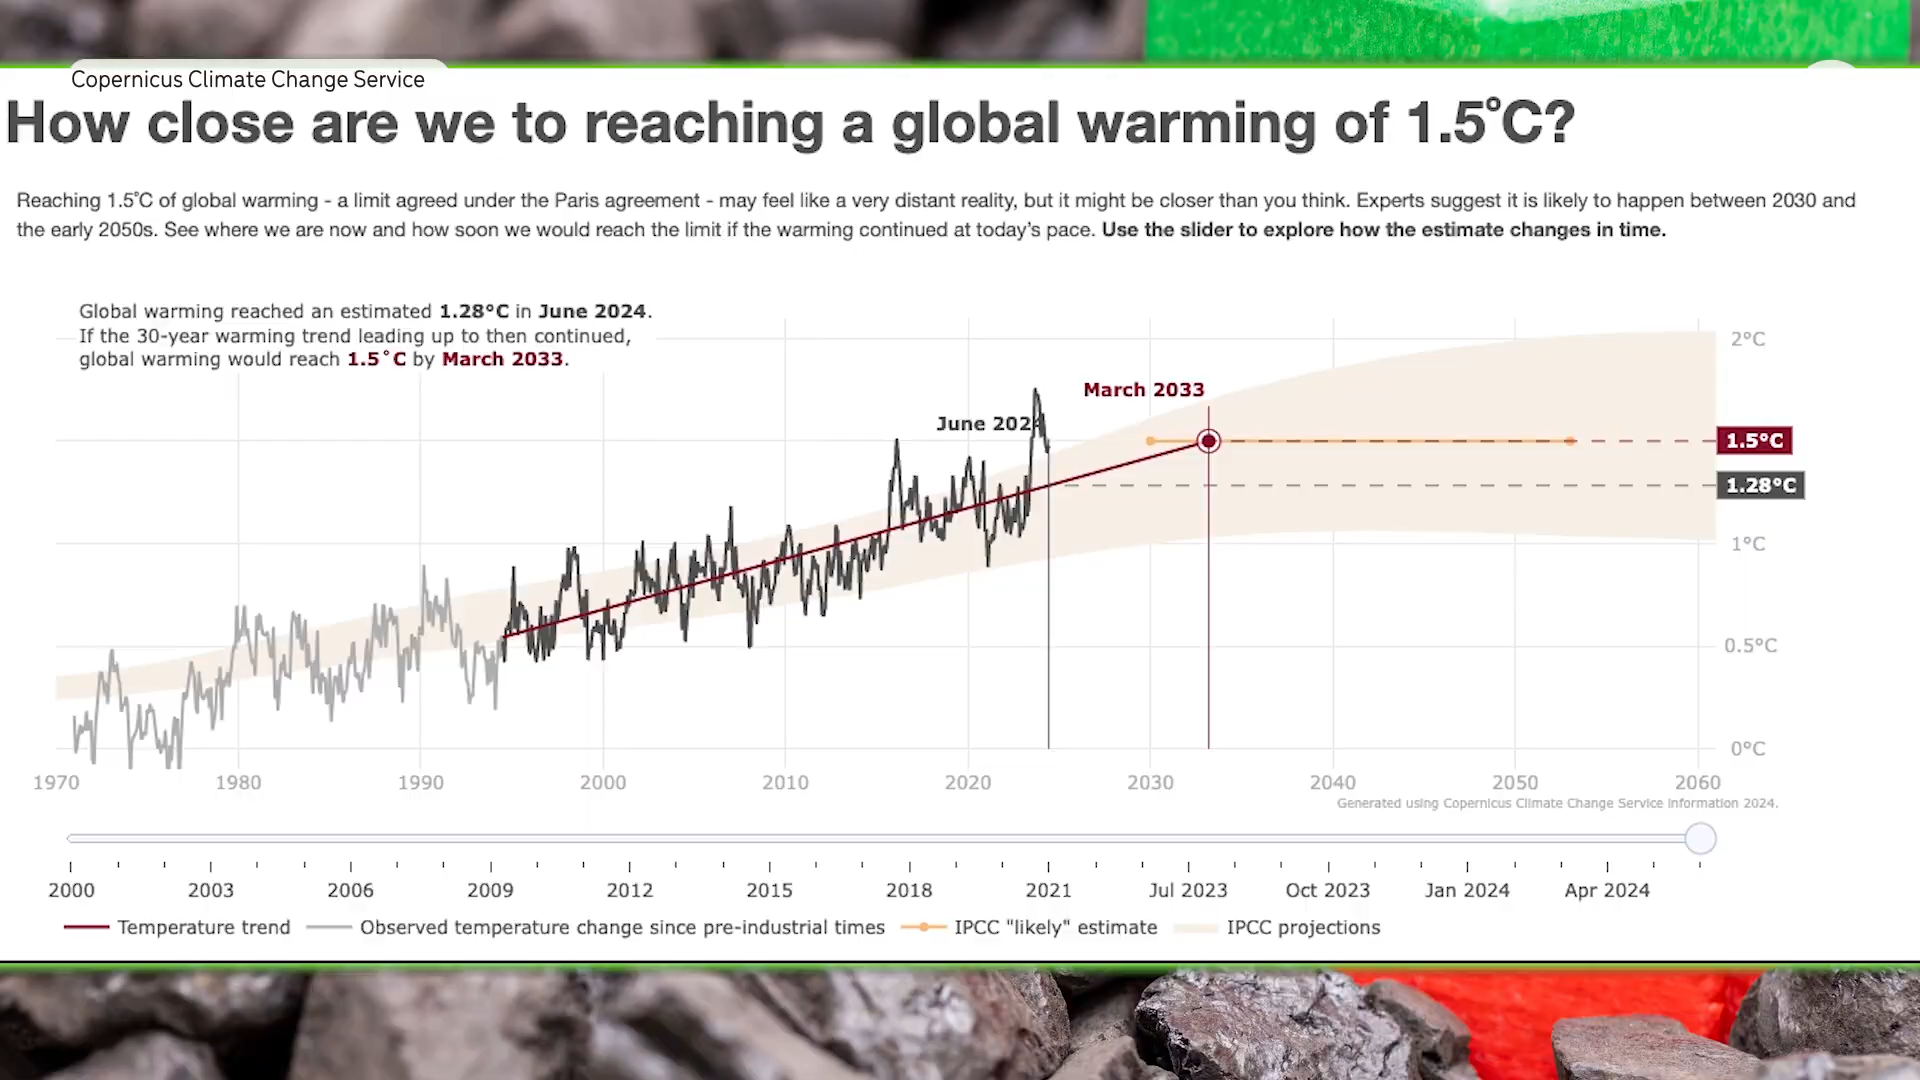 Copernicus Climate Change Service
How close are we to reaching a global warming of 1.5°C?
Reaching 1.5°C of global warming - a limit agreed under the Paris agreement - may feel like a very distant reality, but it might be closer than you think. Experts suggest it is likely to happen between 2030 and
the early 2050s. See where we are now and how soon we would reach the limit if the warming continued at today's pace. Use the slider to explore how the estimate changes in time.
Global warming reached an estimated 1.28°C in June 2024.
If the 30-year warming trend leading up to then continued,
global warming would reach 1.5°C by March 2033.
2°C
March 2033
June 2024
1.5°C
1.28°C
1°C
0.5°C
0°C
1970 1980 1990 2000 2010 2020 2030 2040 2050 2060
Generated using Copernicus Climate Change Service information 2024.
2000 2003 2006 2009 2012 2015 2018 2021 Jul 2023 Oct 2023 Jan 2024 Apr 2024
Temperature trend Observed temperature change since pre-industrial times IPCC "likely" estimate IPCC projections